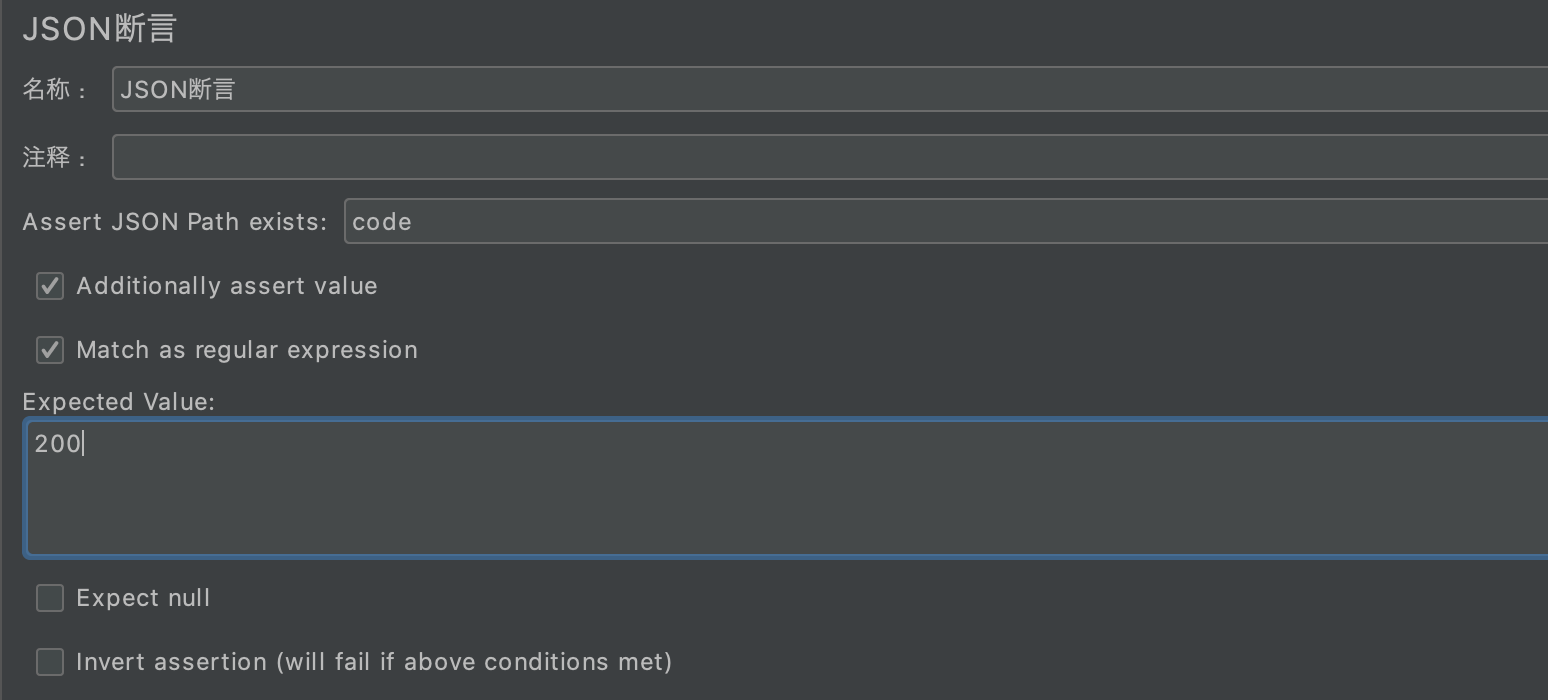 JSON断言
名称： JSON断言
注释：
Assert JSON Path exists: code
Additionally assert value
Match as regular expression
Expected Value:
200
Expect null
Invert assertion (will fail if above conditions met)